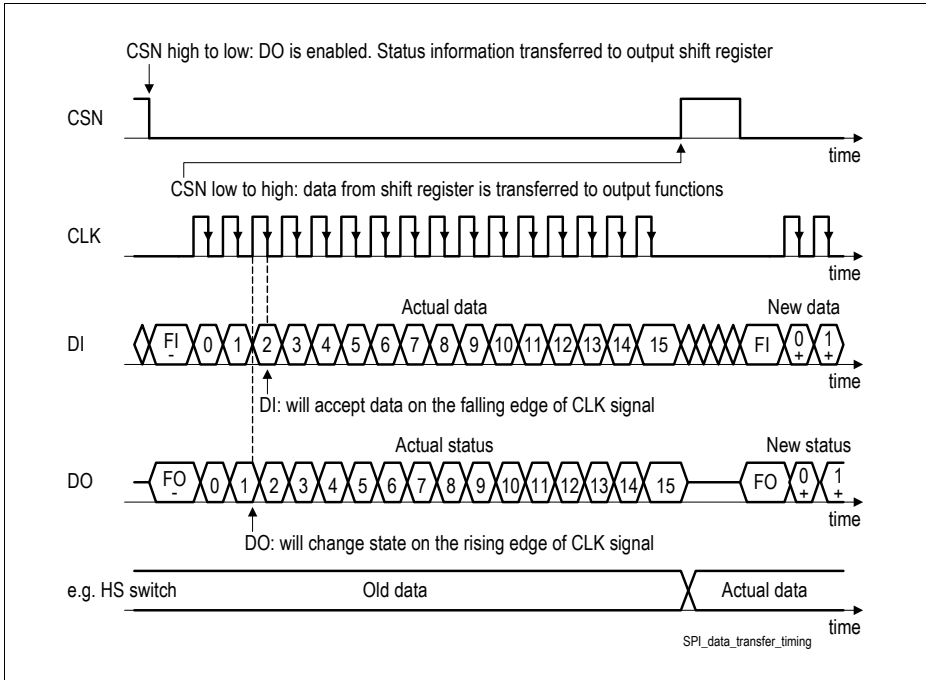 CSN high to low: DO is enabled. Status information transferred to output shift register
CSN
time
CSN low to high: data from shift register is transferred to output functions
CLK
time
Actual data
New data
DI
FI - 0 1 2 3 4 5 6 7 8 9 10 11 12 13 14 15 FI 0 + 1 +
time
DI: will accept data on the falling edge of CLK signal
Actual status
New status
DO
FO - 0 1 2 3 4 5 6 7 8 9 10 11 12 13 14 15 FO 0 + 1 +
time
DO: will change state on the rising edge of CLK signal
e.g. HS switch
Old data
Actual data
time
SPI_data_transfer_timing